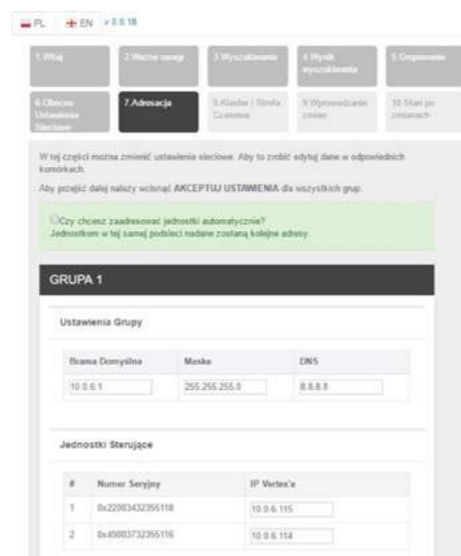 PL EN v 0.0.18
1.Witaj
2.Ważne uwagi
3.Wyszukiwanie
4.Wynik wyszukiwania
5.Grupowanie
6.Obecne Ustawienia Sieciowe
7.Adresacja
8.Klaster i Strefa Czasowa
9.Wprowadzanie zmian
10.Stan po zmianach
W tej części można zmienić ustawienia sieciowe. Aby to zrobić edytuj dane w odpowiednich
komórkach.
Aby przejść dalej należy wcisnąć AKCEPTUJ USTAWIENIA dla wszystkich grup.
Czy chcesz zaadresować jednostki automatycznie?
Jednostkom w tej samej podsieci nadane zostaną kolejne adresy.
GRUPA 1
Ustawienia Grupy
Brama Domyślna Maska DNS
10.0.6.1 255.255.255.0 8.8.8.8
Jednostki Sterujące
# Numer Seryjny IP Vertex'a
1 0x22003432355118 10.0.6.115
2 0x49003732355116 10.0.6.114